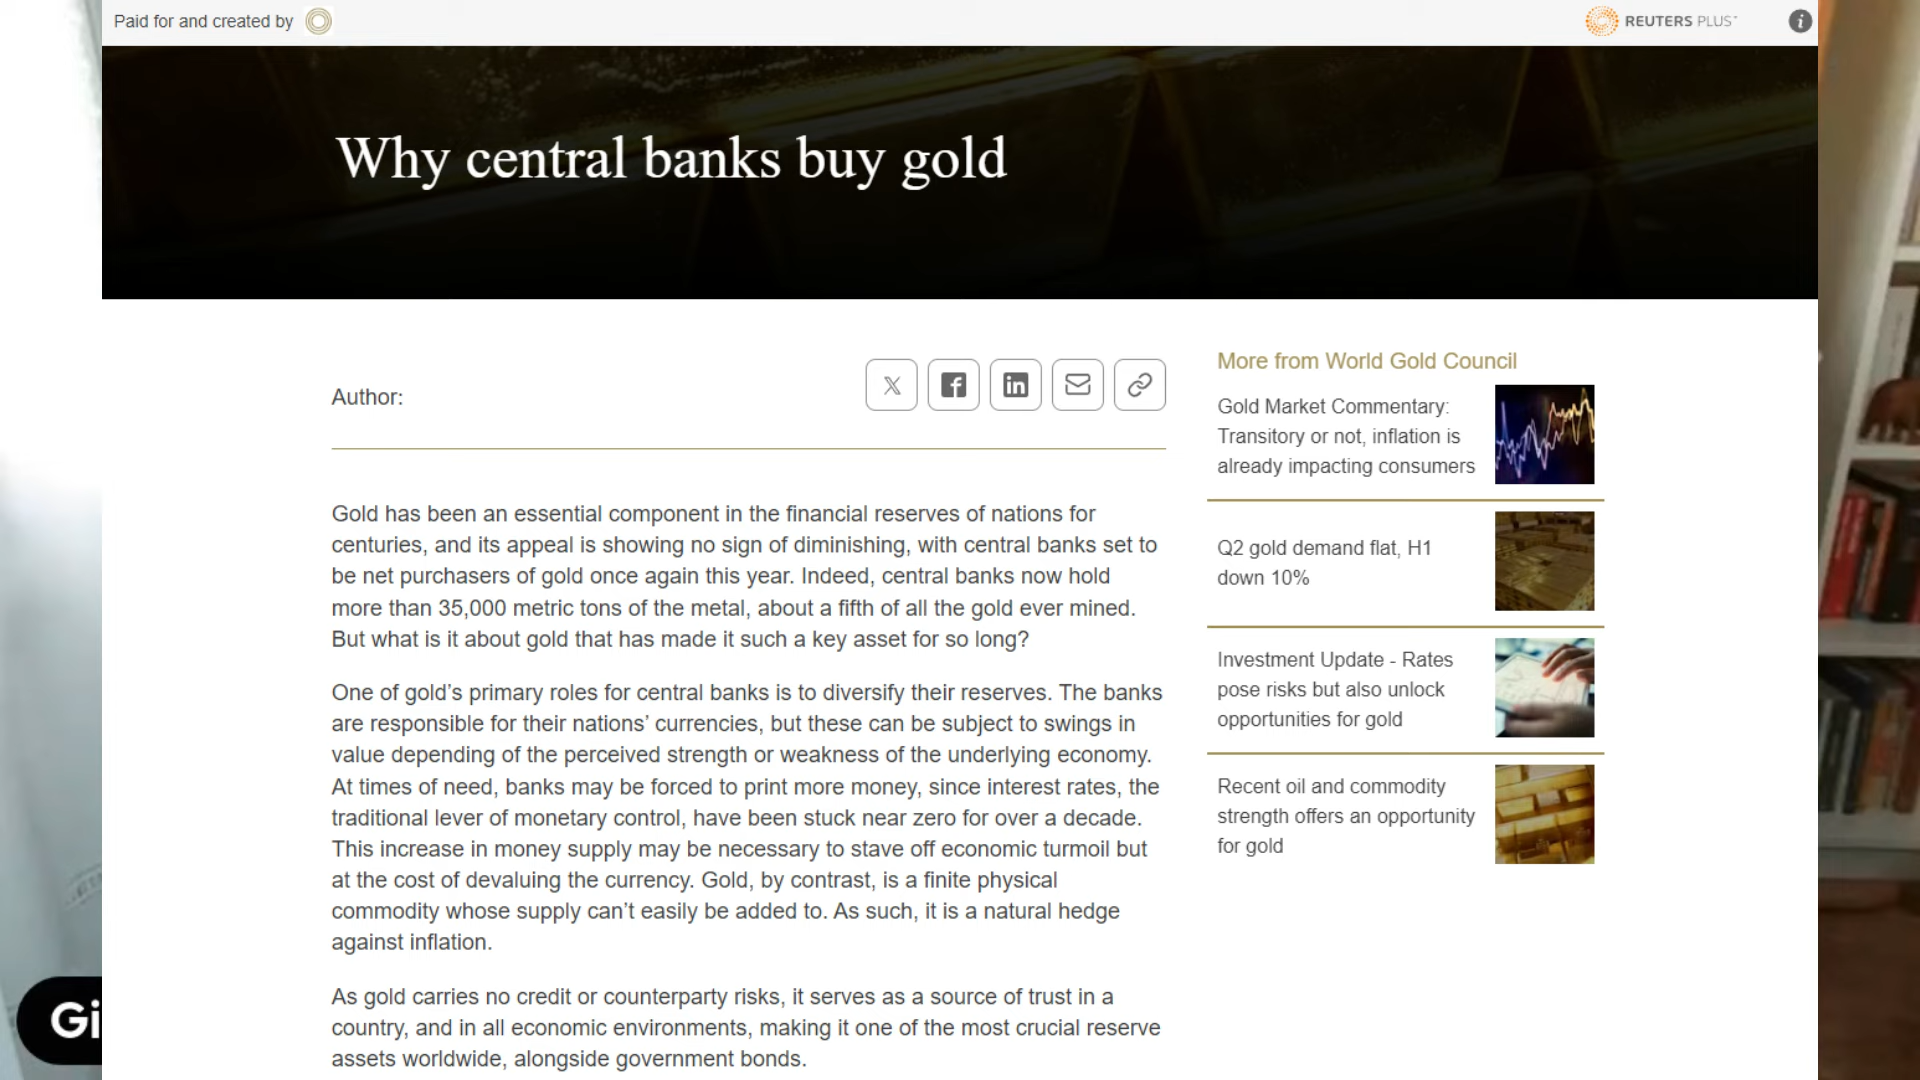 Paid for and created by
REUTERS PLUS
Why central banks buy gold
Author:
Gold has been an essential component in the financial reserves of nations for
centuries, and its appeal is showing no sign of diminishing, with central banks set to
be net purchasers of gold once again this year. Indeed, central banks now hold
more than 35,000 metric tons of the metal, about a fifth of all the gold ever mined.
But what is it about gold that has made it such a key asset for so long?
One of gold’s primary roles for central banks is to diversify their reserves. The banks
are responsible for their nations’ currencies, but these can be subject to swings in
value depending of the perceived strength or weakness of the underlying economy.
At times of need, banks may be forced to print more money, since interest rates, the
traditional lever of monetary control, have been stuck near zero for over a decade.
This increase in money supply may be necessary to stave off economic turmoil but
at the cost of devaluing the currency. Gold, by contrast, is a finite physical
commodity whose supply can’t easily be added to. As such, it is a natural hedge
against inflation.
As gold carries no credit or counterparty risks, it serves as a source of trust in a
country, and in all economic environments, making it one of the most crucial reserve
assets worldwide, alongside government bonds.
More from World Gold Council
Gold Market Commentary:
Transitory or not, inflation is
already impacting consumers
Q2 gold demand flat, H1
down 10%
Investment Update - Rates
pose risks but also unlock
opportunities for gold
Recent oil and commodity
strength offers an opportunity
for gold
Gi